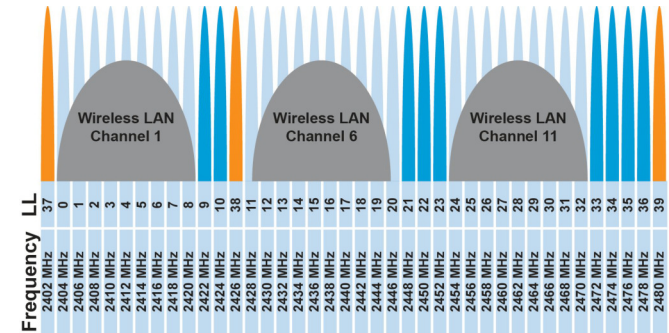 Wireless LAN
Channel 1
Wireless LAN
Channel 6
Wireless LAN
Channel 11
LL 37 0 1 2 3 4 5 6 7 8 9 10 38 11 12 13 14 15 16 17 18 19 20 21 22 23 24 25 26 27 28 29 30 31 32 33 34 35 36 39
Frequency 2402 MHz 2404 MHz 2406 MHz 2408 MHz 2410 MHz 2412 MHz 2414 MHz 2416 MHz 2418 MHz 2420 MHz 2422 MHz 2424 MHz 2426 MHz 2428 MHz 2430 MHz 2432 MHz 2434 MHz 2436 MHz 2438 MHz 2440 MHz 2442 MHz 2444 MHz 2446 MHz 2448 MHz 2450 MHz 2452 MHz 2454 MHz 2456 MHz 2458 MHz 2460 MHz 2462 MHz 2464 MHz 2466 MHz 2468 MHz 2470 MHz 2472 MHz 2474 MHz 2476 MHz 2478 MHz 2480 MHz